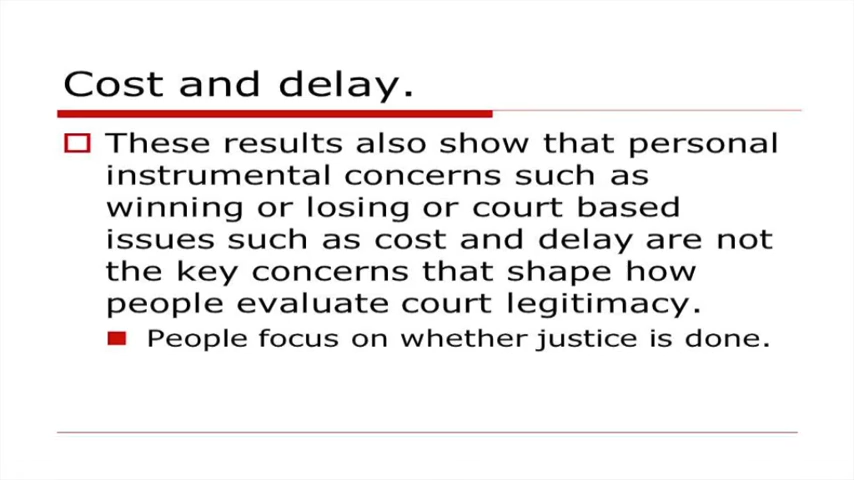 Cost and delay.
These results also show that personal
instrumental concerns such as
winning or losing or court based
issues such as cost and delay are not
the key concerns that shape how
people evaluate court legitimacy.
People focus on whether justice is done.